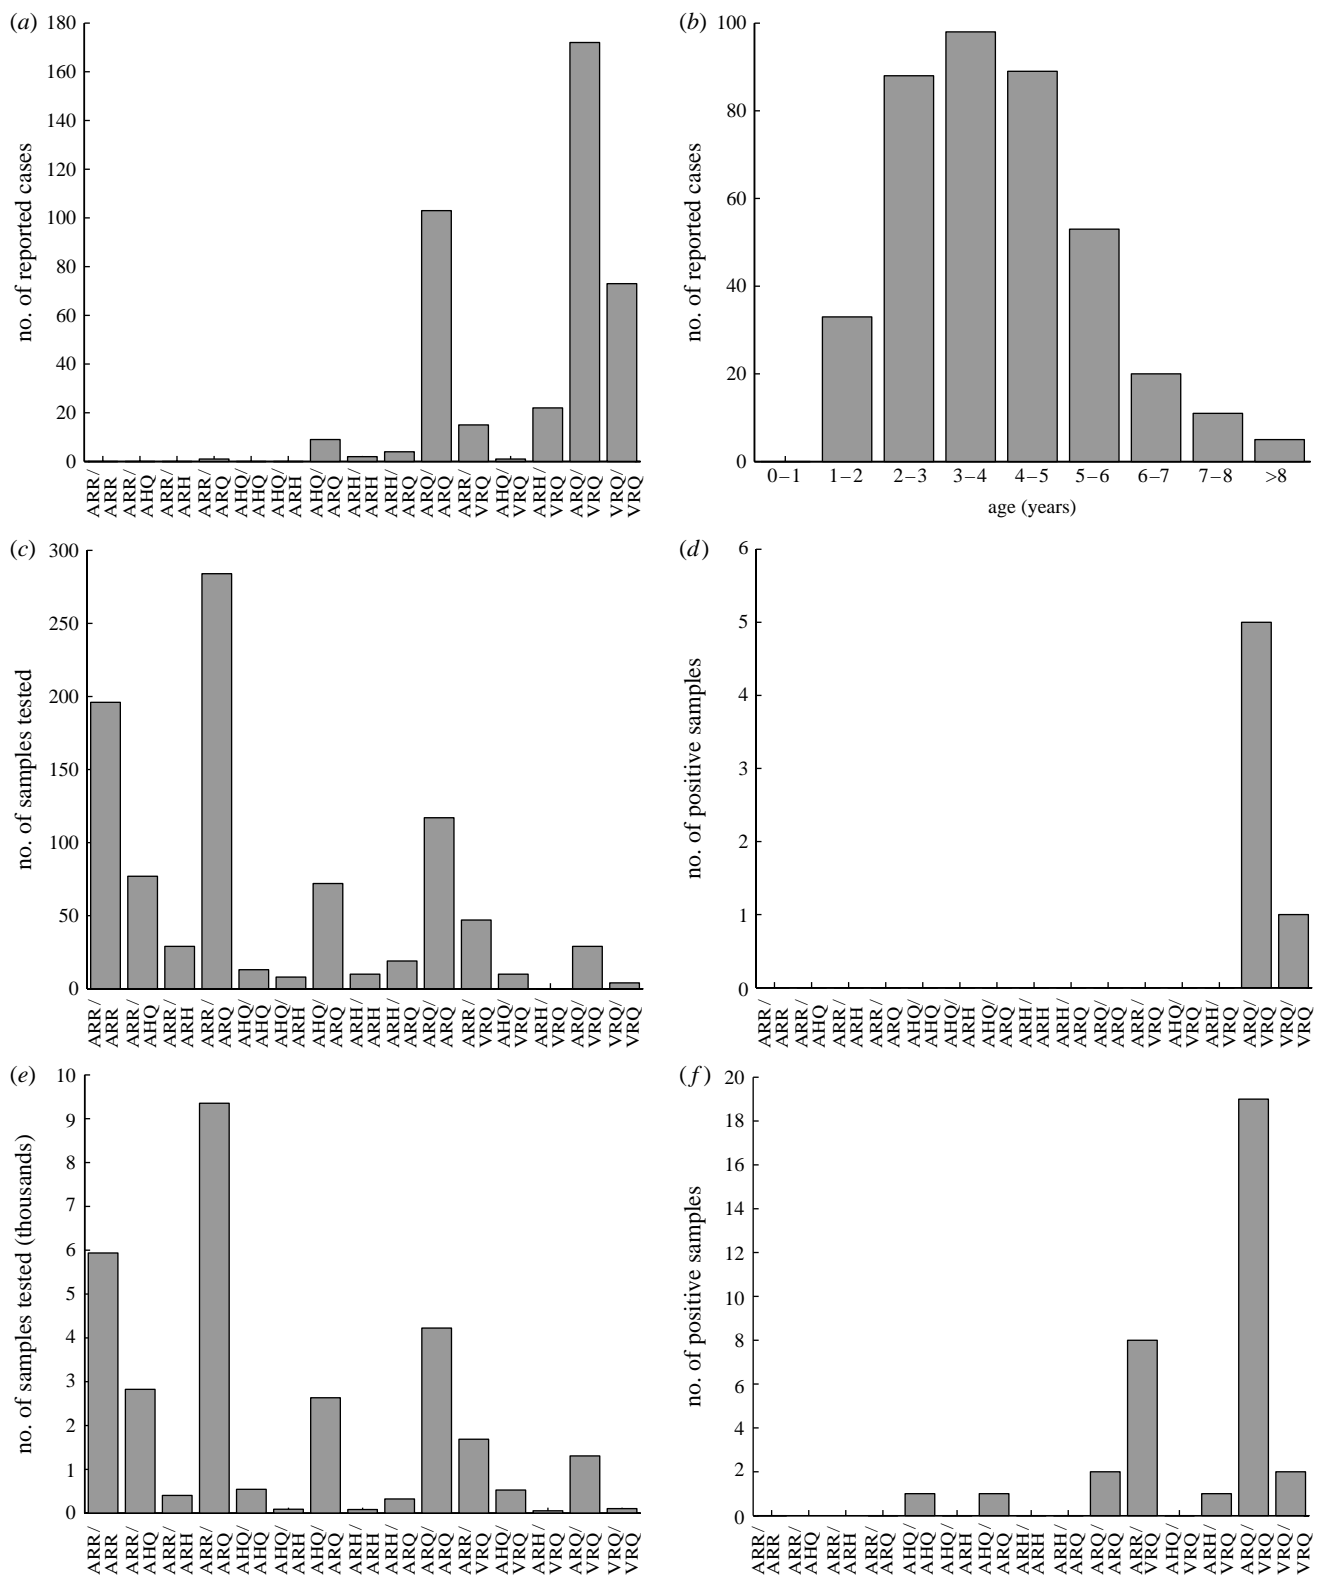 (a)
180
160
140
120
100
80
60
40
20
0
no. of reported cases
ARR/ARR ARR/AHQ ARR/ARH ARR/ARQ AHQ/AHQ AHQ/ARH AHQ/ARQ ARH/ARH ARH/ARQ ARQ/ARQ ARR/VRQ AHQ/VRQ ARH/VRQ ARQ/VRQ VRQ/VRQ
(b)
100
80
60
40
20
0
no. of reported cases
0–1 1–2 2–3 3–4 4–5 5–6 6–7 7–8 >8
age (years)
(c)
300
250
200
150
100
50
0
no. of samples tested
ARR/ARR ARR/AHQ ARR/ARH ARR/ARQ AHQ/AHQ AHQ/ARH AHQ/ARQ ARH/ARH ARH/ARQ ARQ/ARQ ARR/VRQ AHQ/VRQ ARH/VRQ ARQ/VRQ VRQ/VRQ
(d)
6
5
4
3
2
1
0
no. of positive samples
ARR/ARR ARR/AHQ ARR/ARH ARR/ARQ AHQ/AHQ AHQ/ARH AHQ/ARQ ARH/ARH ARH/ARQ ARQ/ARQ ARR/VRQ AHQ/VRQ ARH/VRQ ARQ/VRQ VRQ/VRQ
(e)
10
9
8
7
6
5
4
3
2
1
0
no. of samples tested (thousands)
ARR/ARR ARR/AHQ ARR/ARH ARR/ARQ AHQ/AHQ AHQ/ARH AHQ/ARQ ARH/ARH ARH/ARQ ARQ/ARQ ARR/VRQ AHQ/VRQ ARH/VRQ ARQ/VRQ VRQ/VRQ
(f)
20
18
16
14
12
10
8
6
4
2
0
no. of positive samples
ARR/ARR ARR/AHQ ARR/ARH ARR/ARQ AHQ/AHQ AHQ/ARH AHQ/ARQ ARH/ARH ARH/ARQ ARQ/ARQ ARR/VRQ AHQ/VRQ ARH/VRQ ARQ/VRQ VRQ/VRQ